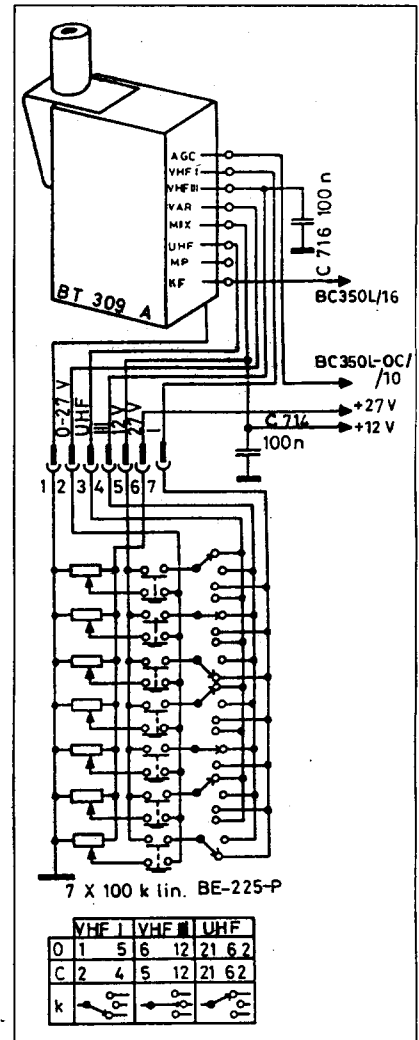 AGC
VHF I
VHF III
VAR
MIX
UHF
MP
KF
BT 309 A
C 716 100 n
BC350L/16
BC350L-OC/
/10
+27 V
+12 V
C 714
100 n
0-27 V
UHF
III
12 V
27 V
I
1 2 3 4 5 6 7
7 X 100 k lin. BE-225-P
VHF I VHF III UHF
O 1 5 6 12 21 62
C 2 4 5 12 21 62
k